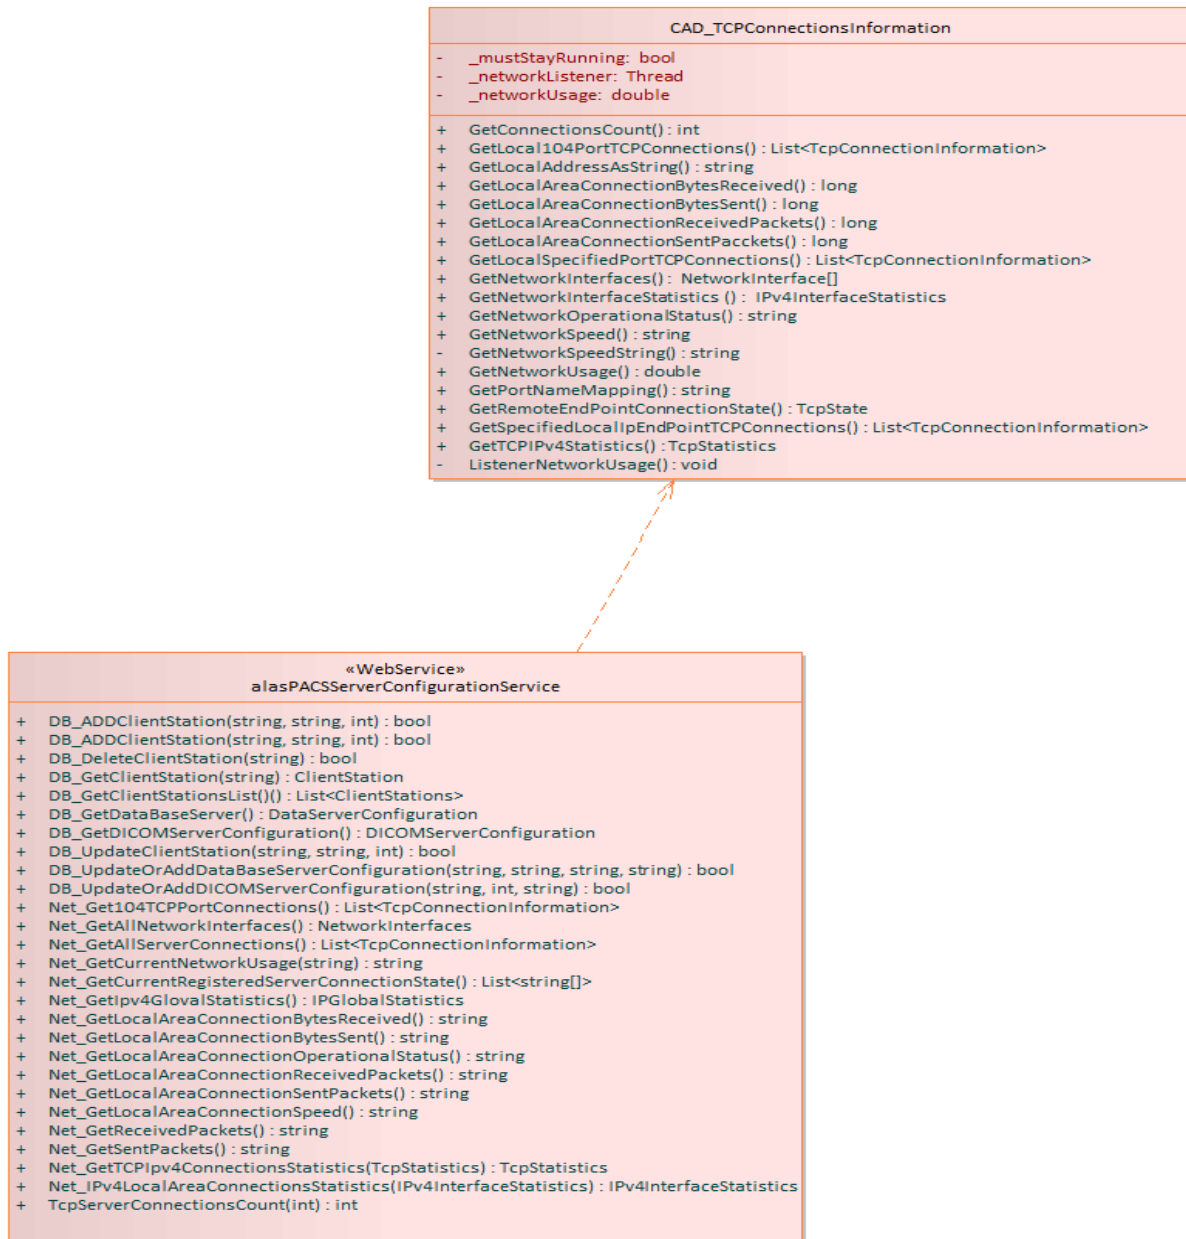 CAD_TCPConnectionsInformation
- _mustStayRunning: bool
- _networkListener: Thread
- _networkUsage: double
+ GetConnectionsCount() : int
+ GetLocal104PortTCPConnections() : List<TcpConnectionInformation>
+ GetLocalAddressAsString() : string
+ GetLocalAreaConnectionBytesReceived() : long
+ GetLocalAreaConnectionBytesSent() : long
+ GetLocalAreaConnectionReceivedPackets() : long
+ GetLocalAreaConnectionSentPacckets() : long
+ GetLocalSpecifiedPortTCPConnections() : List<TcpConnectionInformation>
+ GetNetworkInterfaces() : NetworkInterface[]
+ GetNetworkInterfaceStatistics () : IPv4InterfaceStatistics
+ GetNetworkOperationalStatus() : string
+ GetNetworkSpeed() : string
- GetNetworkSpeedString() : string
+ GetNetworkUsage() : double
+ GetPortNameMapping() : string
+ GetRemoteEndPointConnectionState() : TcpState
+ GetSpecifiedLocalIpEndPointTCPConnections() : List<TcpConnectionInformation>
+ GetTCPIPv4Statistics() : TcpStatistics
- ListenerNetworkUsage() : void
«WebService»
alasPACSServerConfigurationService
+ DB_ADDClientStation(string, string, int) : bool
+ DB_ADDClientStation(string, string, int) : bool
+ DB_DeleteClientStation(string) : bool
+ DB_GetClientStation(string) : ClientStation
+ DB_GetClientStationsList()() : List<ClientStations>
+ DB_GetDataBaseServer() : DataServerConfiguration
+ DB_GetDICOMServerConfiguration() : DICOMServerConfiguration
+ DB_UpdateClientStation(string, string, int) : bool
+ DB_UpdateOrAddDataBaseServerConfiguration(string, string, string, string) : bool
+ DB_UpdateOrAddDICOMServerConfiguration(string, int, string) : bool
+ Net_Get104TCPPortConnections() : List<TcpConnectionInformation>
+ Net_GetAllNetworkInterfaces() : NetworkInterfaces
+ Net_GetAllServerConnections() : List<TcpConnectionInformation>
+ Net_GetCurrentNetworkUsage(string) : string
+ Net_GetCurrentRegisteredServerConnectionState() : List<string[]>
+ Net_GetIpv4GlovalStatistics() : IPGlobalStatistics
+ Net_GetLocalAreaConnectionBytesReceived() : string
+ Net_GetLocalAreaConnectionBytesSent() : string
+ Net_GetLocalAreaConnectionOperationalStatus() : string
+ Net_GetLocalAreaConnectionReceivedPackets() : string
+ Net_GetLocalAreaConnectionSentPackets() : string
+ Net_GetLocalAreaConnectionSpeed() : string
+ Net_GetReceivedPackets() : string
+ Net_GetSentPackets() : string
+ Net_GetTCPIpv4ConnectionsStatistics(TcpStatistics) : TcpStatistics
+ Net_IPv4LocalAreaConnectionsStatistics(IPv4InterfaceStatistics) : IPv4InterfaceStatistics
+ TcpServerConnectionsCount(int) : int